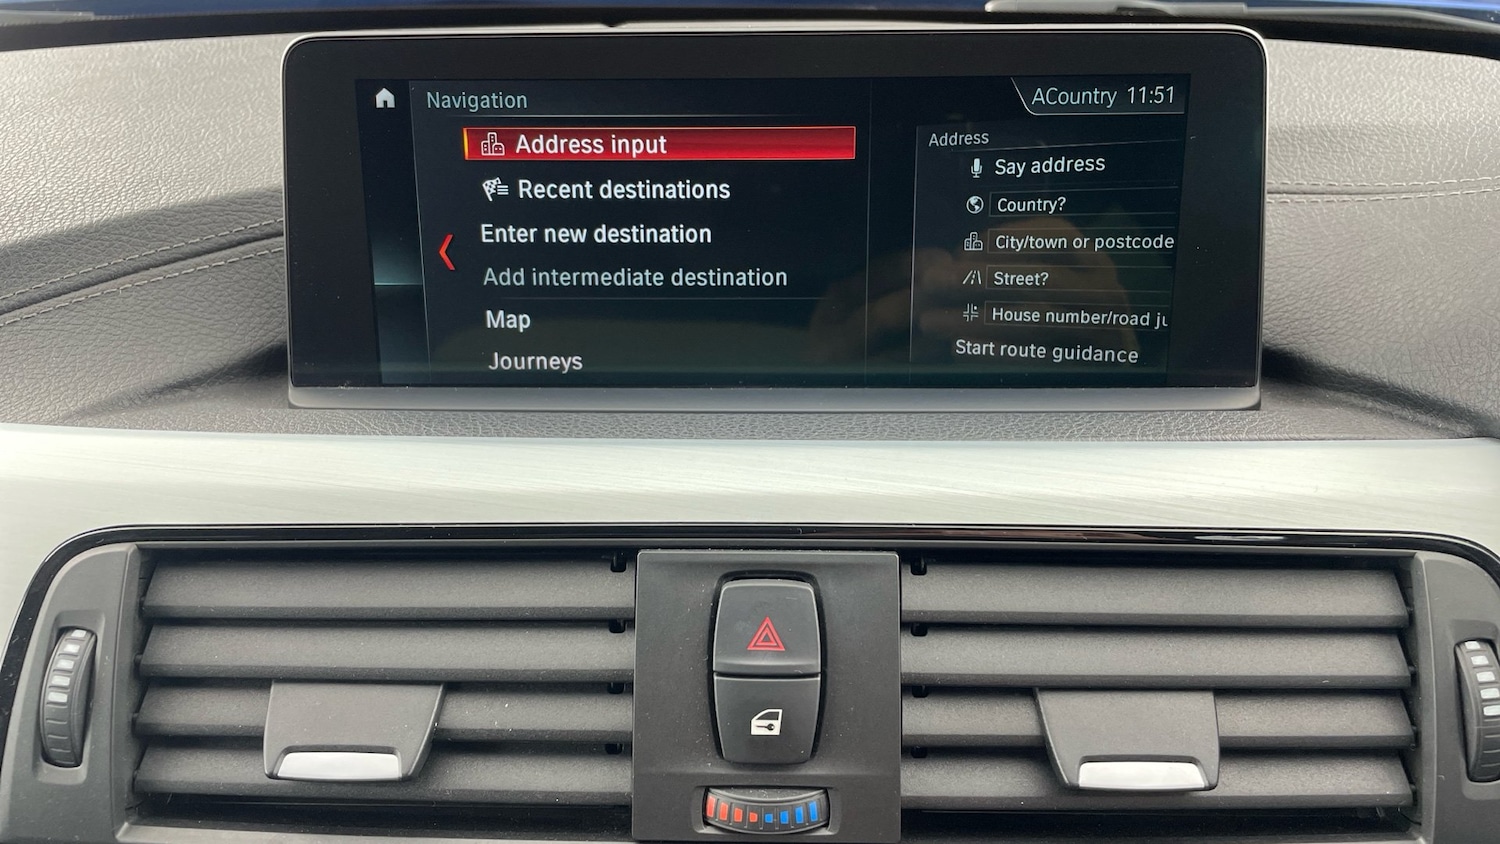 Navigation
ACountry 11:51
Address input
Recent destinations
Enter new destination
Add intermediate destination
Map
Journeys
Address
Say address
Country?
City/town or postcode
Street?
House number/road ju
Start route guidance